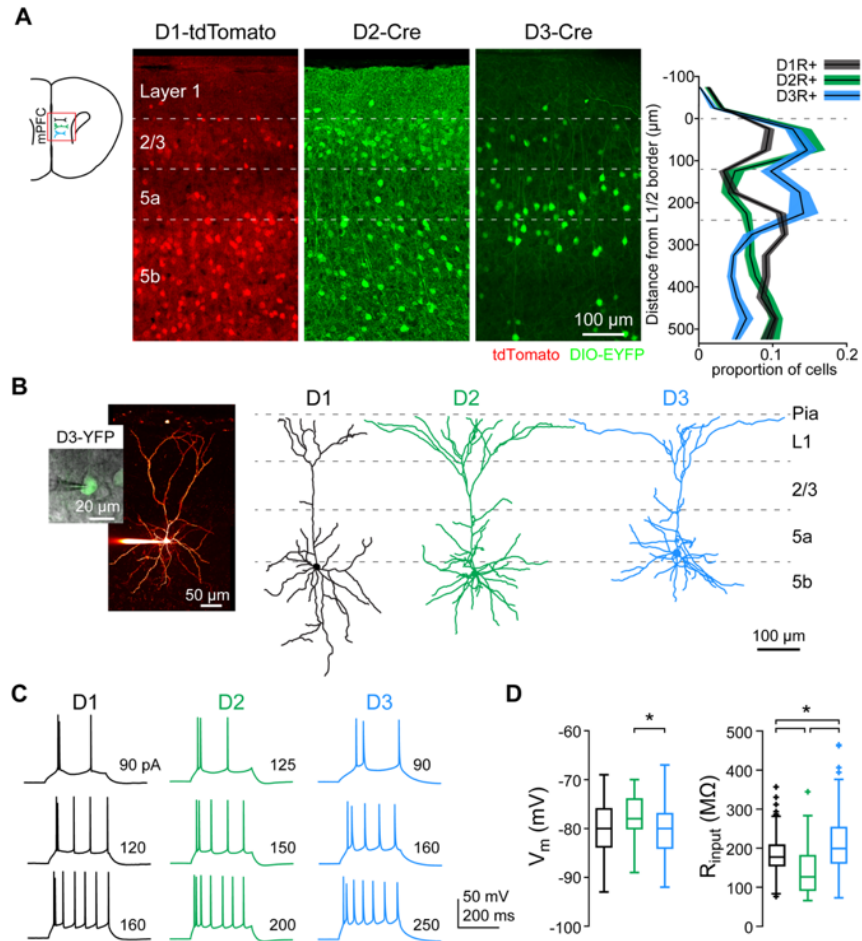 A
D1-tdTomato
D2-Cre
D3-Cre
mPFC
Layer 1
2/3
5a
5b
100 µm
tdTomato DIO-EYFP
D1R+
D2R+
D3R+
Distance from L1/2 border (µm)
-100
0
100
200
300
400
500
0
0.1
0.2
proportion of cells
B
D3-YFP
20 µm
50 µm
D1
D2
D3
Pia
L1
2/3
5a
5b
100 µm
C
D1
D2
D3
90 pA
125
90
120
150
160
160
200
250
50 mV
200 ms
D
Vm (mV)
-60
-70
-80
-90
-100
*
Rinput (MΩ)
500
400
300
200
100
0
*